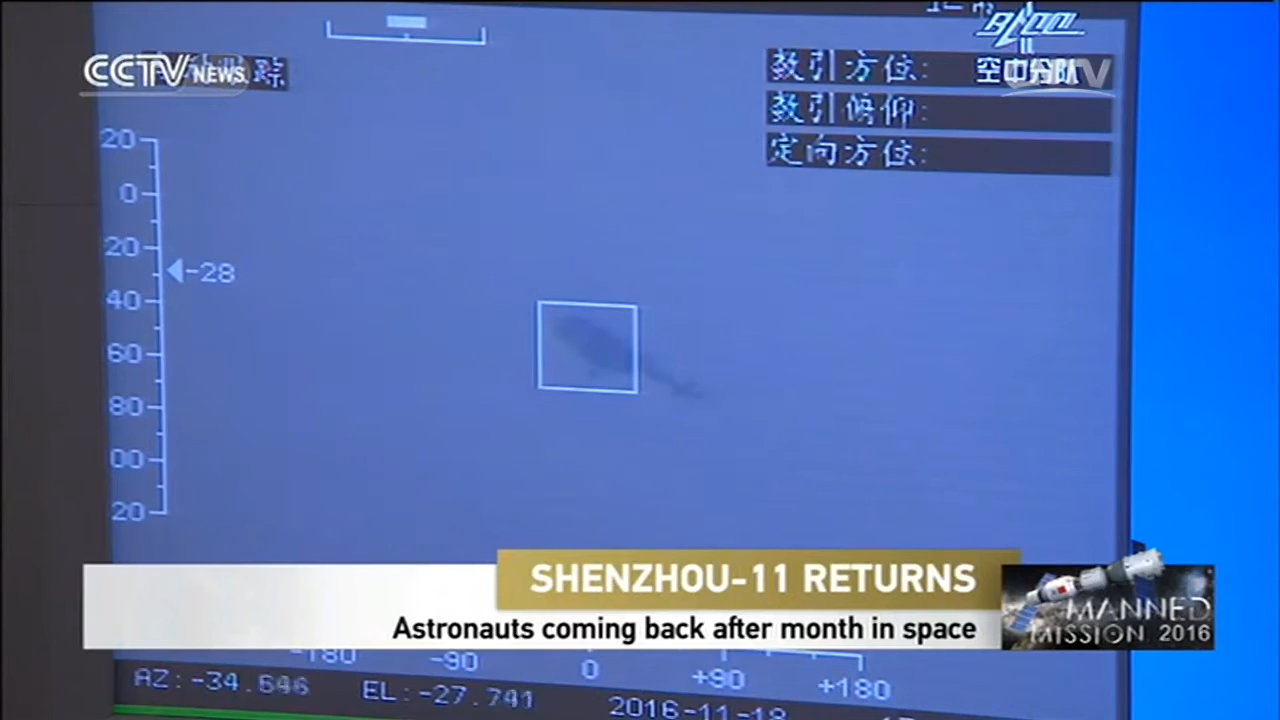 CCTV NEWS
踪
空中分队
数引方位:
数引俯仰:
定向方位:
20
0
20
-28
40
60
80
00
20
SHENZHOU-11 RETURNS
Astronauts coming back after month in space
MANNED
MISSION 2016
-180
-90
0
+90
+180
AZ:-34.646
EL:-27.741
2016-11-18